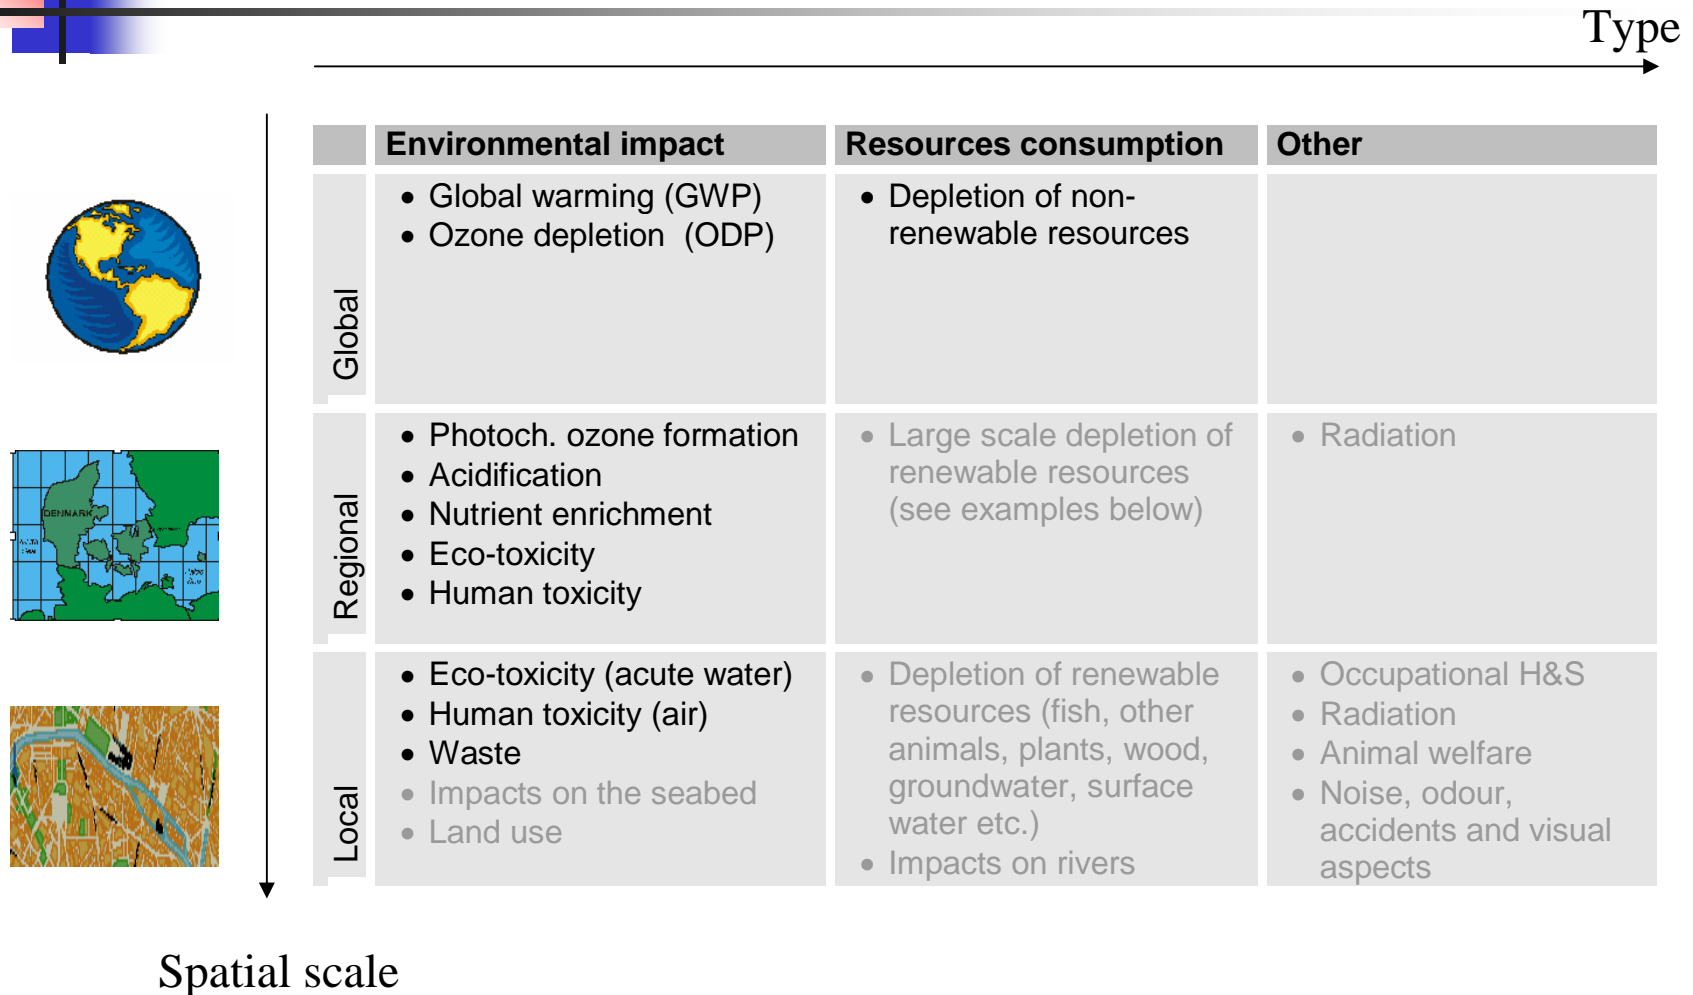 Type
Environmental impact
Resources consumption
Other
Global
• Global warming (GWP)
• Ozone depletion (ODP)
• Depletion of non-
renewable resources
Regional
• Photoch. ozone formation
• Acidification
• Nutrient enrichment
• Eco-toxicity
• Human toxicity
• Large scale depletion of
renewable resources
(see examples below)
• Radiation
DENMARK
Local
• Eco-toxicity (acute water)
• Human toxicity (air)
• Waste
• Impacts on the seabed
• Land use
• Depletion of renewable
resources (fish, other
animals, plants, wood,
groundwater, surface
water etc.)
• Impacts on rivers
• Occupational H&S
• Radiation
• Animal welfare
• Noise, odour,
accidents and visual
aspects
Spatial scale